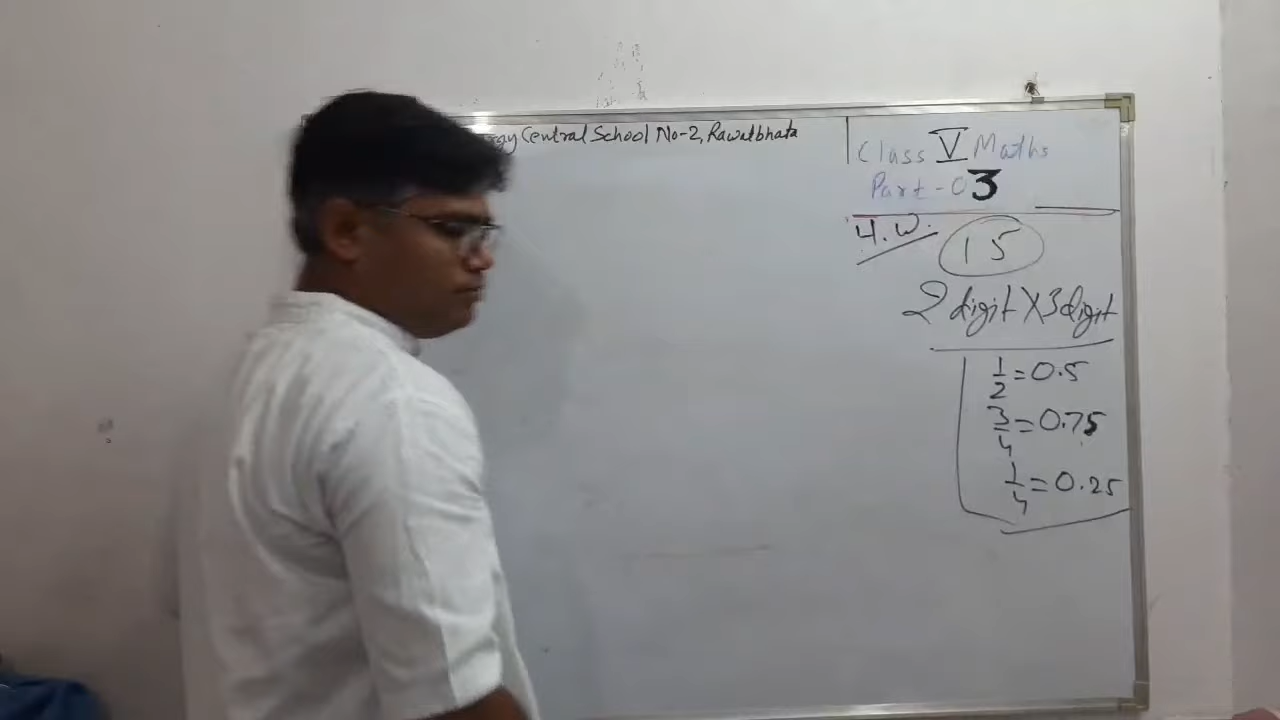 Central School No-2, Rawatbhata
Class V Maths
Part-03
H.W.
15
2 digit X 3 digit
1/2 = 0.5
3/4 = 0.75
1/4 = 0.25